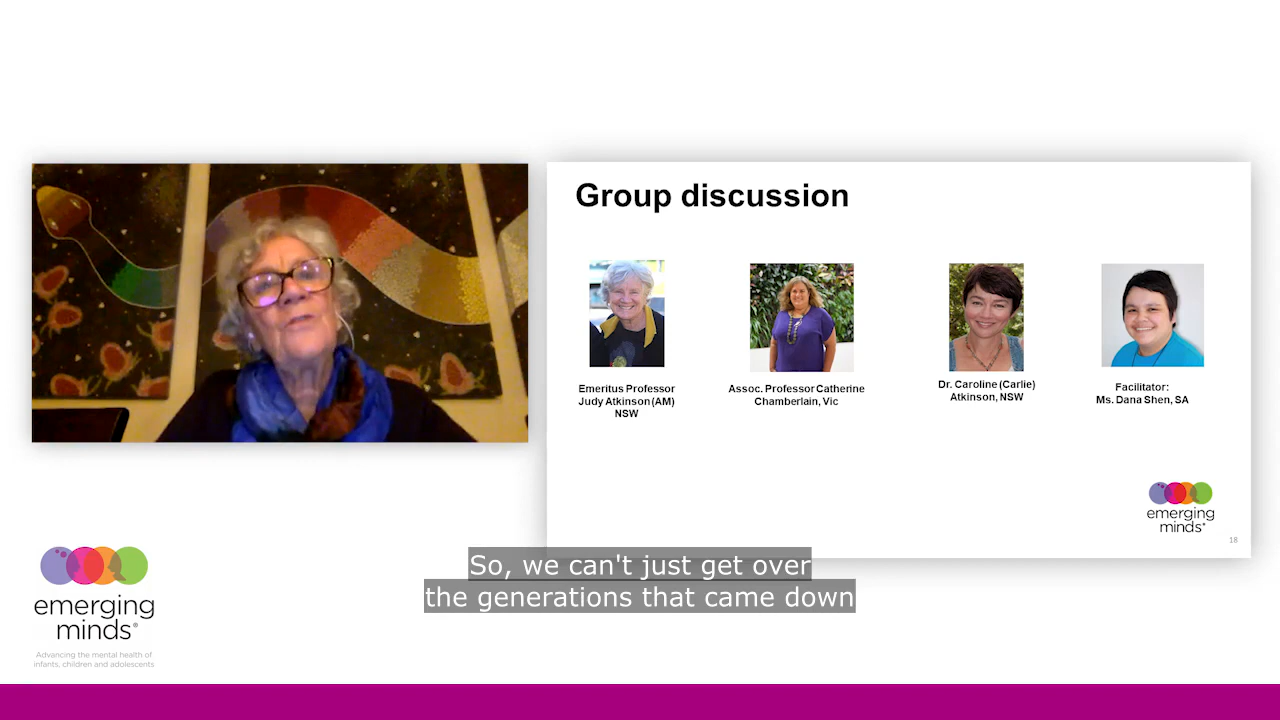 Group discussion
Emeritus Professor
Judy Atkinson (AM)
NSW
Assoc. Professor Catherine
Chamberlain, Vic
Dr. Caroline (Carlie)
Atkinson, NSW
Facilitator:
Ms. Dana Shen, SA
emerging
minds®
18
So, we can't just get over
the generations that came down
emerging
minds®
Advancing the mental health of
infants, children and adolescents